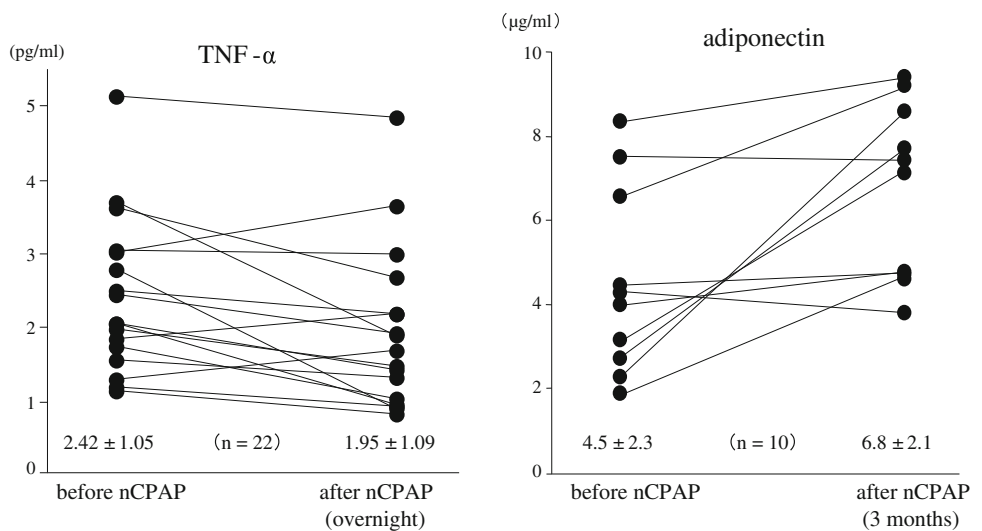 (pg/ml)
TNF-α
5
4
3
2
1
0
2.42 ± 1.05 (n = 22) 1.95 ± 1.09
before nCPAP after nCPAP
(overnight)
(μg/ml)
adiponectin
10
8
6
4
2
0
4.5 ± 2.3 (n = 10) 6.8 ± 2.1
before nCPAP after nCPAP
(3 months)